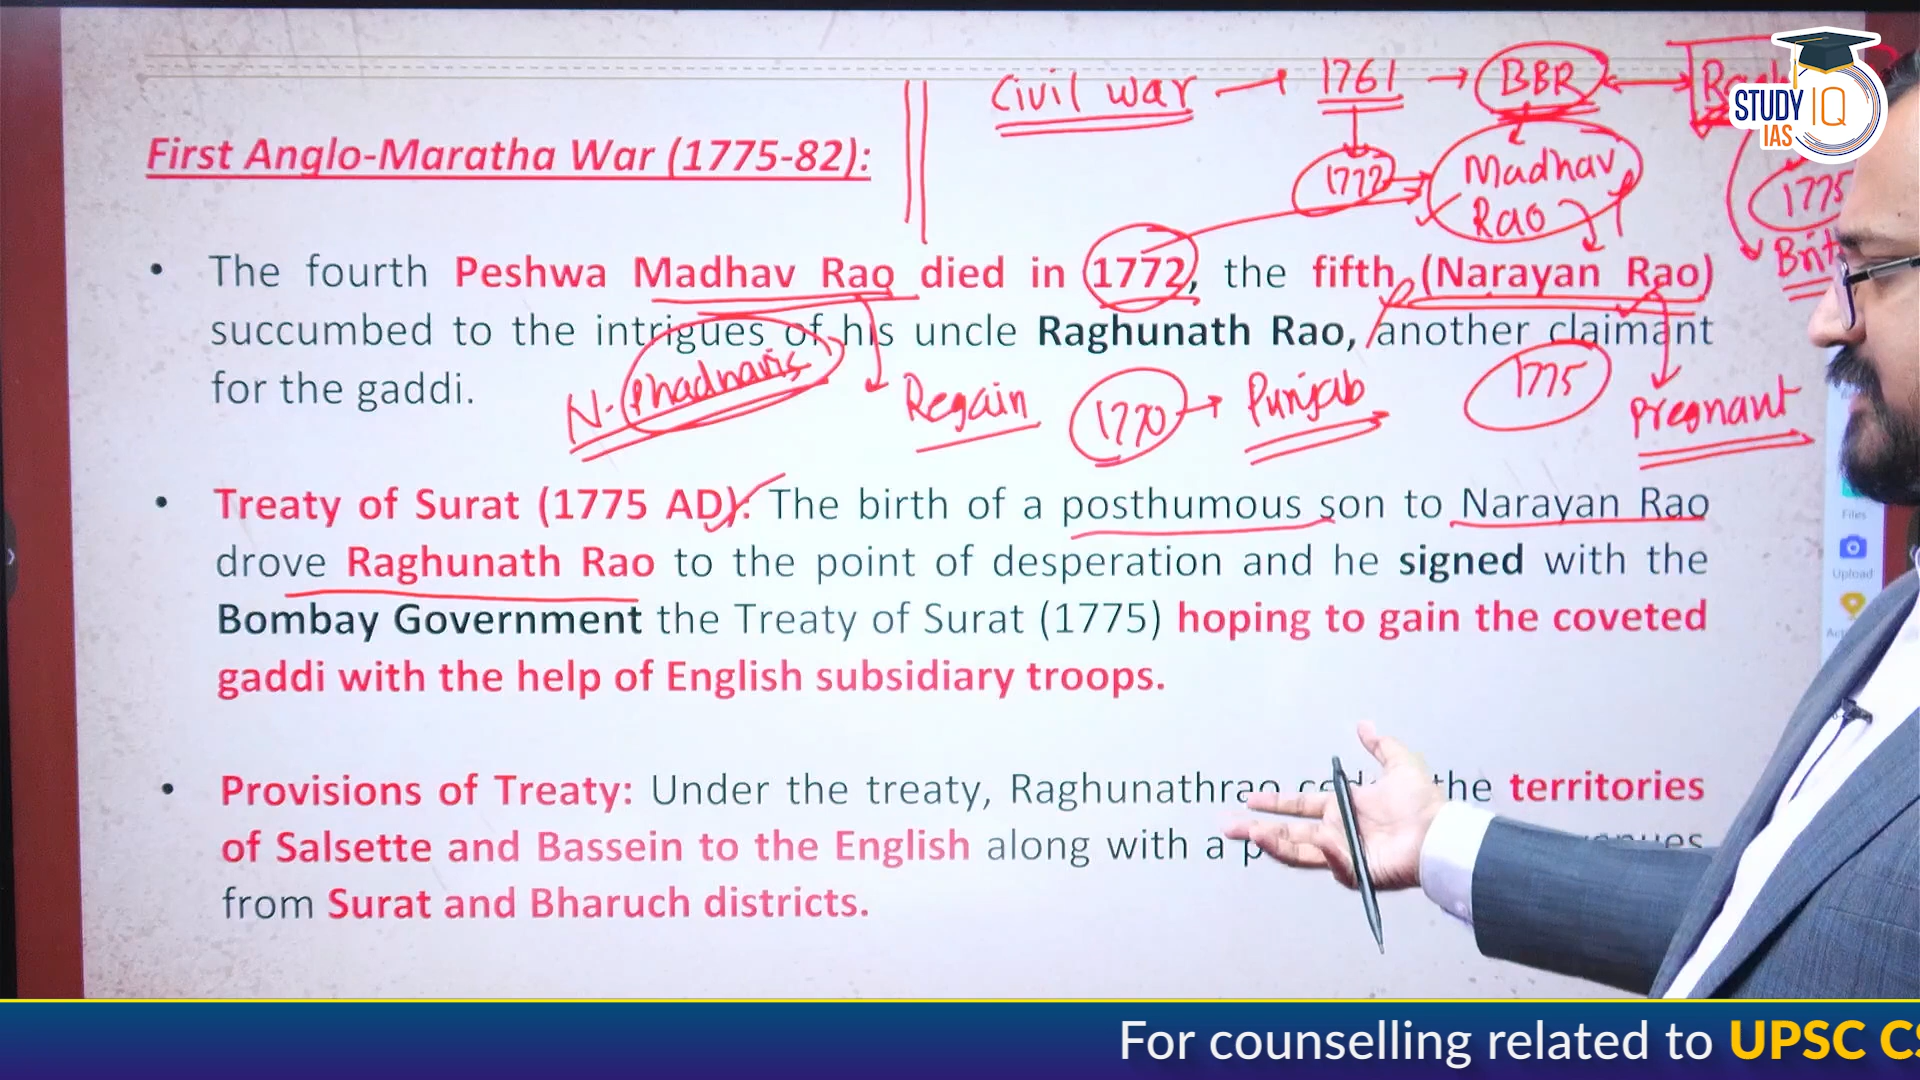 Civil war → 1761 → BBR
STUDY IQ
IAS
First Anglo-Maratha War (1775-82):
1772
Madhav
Rao
1775
• The fourth Peshwa Madhav Rao died in 1772, the fifth (Narayan Rao)
succumbed to the intrigues of his uncle Raghunath Rao, another claimant
for the gaddi.
N. Phadnavis
Regain
1770 → Punjab
1775
Pregnant
• Treaty of Surat (1775 AD): The birth of a posthumous son to Narayan Rao
drove Raghunath Rao to the point of desperation and he signed with the
Bombay Government the Treaty of Surat (1775) hoping to gain the coveted
gaddi with the help of English subsidiary troops.
Files
Upload
• Provisions of Treaty: Under the treaty, Raghunathrao the territories
of Salsette and Bassein to the English along with a
from Surat and Bharuch districts.
For counselling related to UPSC CS